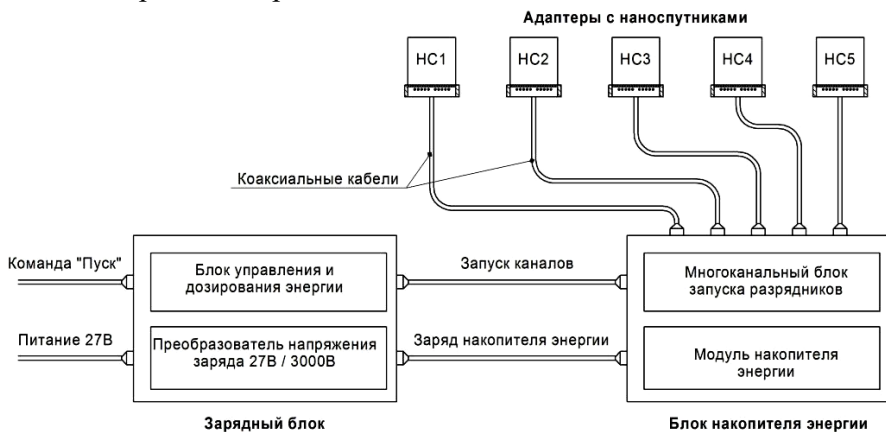 Адаптеры с наноспутниками
НС1
НС2
НС3
НС4
НС5
Коаксиальные кабели
Команда "Пуск"
Питание 27В
Блок управления и
дозирования энергии
Преобразователь напряжения
заряда 27В / 3000В
Зарядный блок
Запуск каналов
Заряд накопителя энергии
Многоканальный блок
запуска разрядников
Модуль накопителя
энергии
Блок накопителя энергии